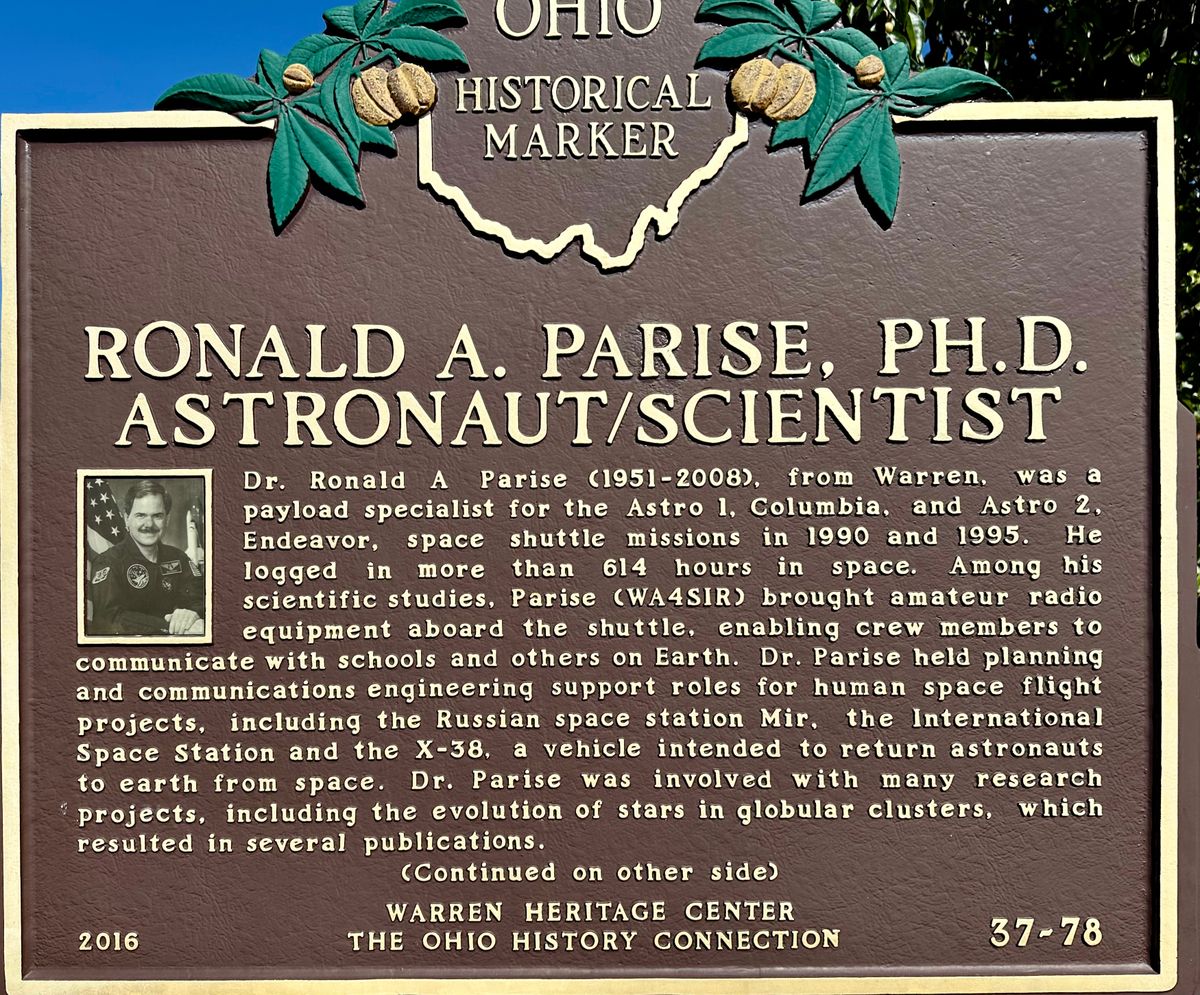 OHIO
HISTORICAL
MARKER
RONALD A. PARISE, PH.D.
ASTRONAUT/SCIENTIST
Dr. Ronald A Parise (1951-2008), from Warren, was a
payload specialist for the Astro 1, Columbia, and Astro 2,
Endeavor, space shuttle missions in 1990 and 1995. He
logged in more than 614 hours in space. Among his
scientific studies, Parise (WA4SIR) brought amateur radio
equipment aboard the shuttle, enabling crew members to
communicate with schools and others on Earth. Dr. Parise held planning
and communications engineering support roles for human space flight
projects, including the Russian space station Mir, the International
Space Station and the X-38, a vehicle intended to return astronauts
to earth from space. Dr. Parise was involved with many research
projects, including the evolution of stars in globular clusters, which
resulted in several publications.
(Continued on other side)
WARREN HERITAGE CENTER
THE OHIO HISTORY CONNECTION
2016
37-78